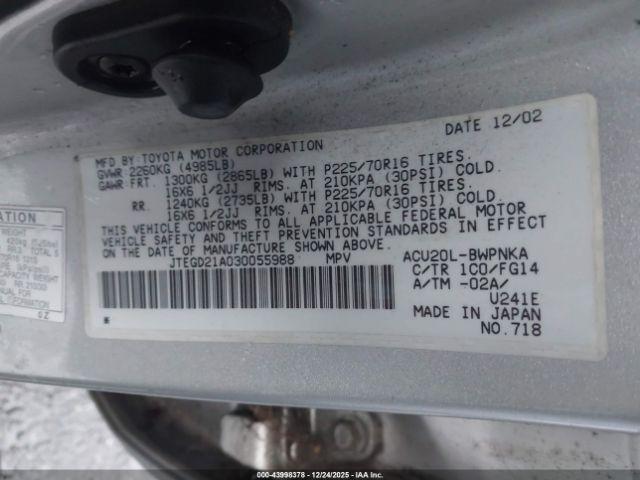 DATE 12/02
MFD BY TOYOTA MOTOR CORPORATION
GVWR 2260KG (4985LB)
GAWR FRT. 1300KG (2865LB) WITH P225/70R16 TIRES.
16X6 1/2JJ RIMS. AT 210KPA (30PSI) COLD.
RR. 1240KG (2735LB) WITH P225/70R16 TIRES.
16X6 1/2JJ RIMS. AT 210KPA (30PSI) COLD.
THIS VEHICLE CONFORMS TO ALL APPLICABLE FEDERAL MOTOR
VEHICLE SAFETY, BUMPER, AND THEFT PREVENTION STANDARDS IN EFFECT
ON THE DATE OF MANUFACTURE SHOWN ABOVE.
JTEGD21A030055988 MPV ACU20L-BWPNKA
C/TR 1C0/FG14
A/TM -02A/
U241E
MADE IN JAPAN
NO.718
000-43998378 - 12/24/2025 - IAA Inc.